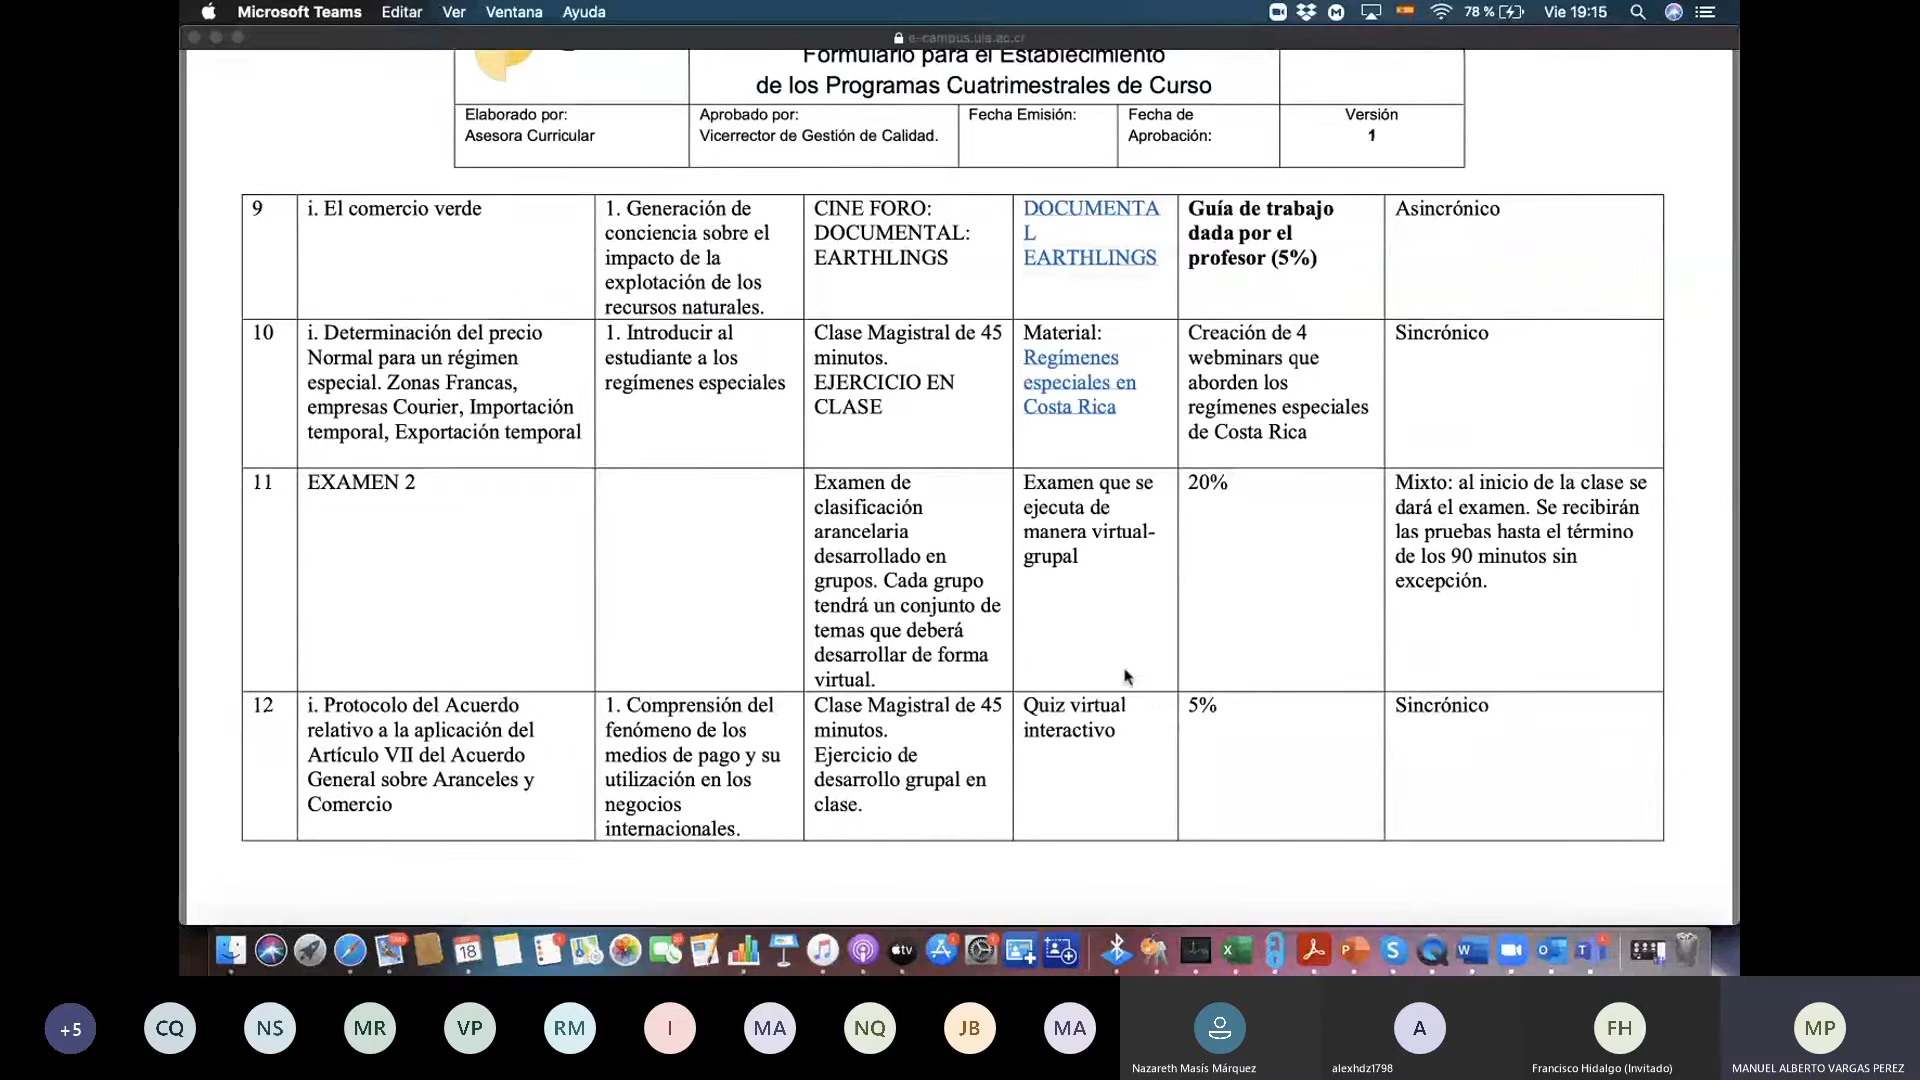 Microsoft Teams Editar Ver Ventana Ayuda
78 % Vie 19:15
e-campus.uia.ac.cr
Formulario para el Establecimiento
de los Programas Cuatrimestrales de Curso
Elaborado por:
Asesora Curricular
Aprobado por:
Vicerrector de Gestión de Calidad.
Fecha Emisión:
Fecha de
Aprobación:
Versión
1
9
i. El comercio verde
1. Generación de
conciencia sobre el
impacto de la
explotación de los
recursos naturales.
CINE FORO:
DOCUMENTAL:
EARTHLINGS
DOCUMENTA
L
EARTHLINGS
Guía de trabajo
dada por el
profesor (5%)
Asincrónico
10
i. Determinación del precio
Normal para un régimen
especial. Zonas Francas,
empresas Courier, Importación
temporal, Exportación temporal
1. Introducir al
estudiante a los
regímenes especiales
Clase Magistral de 45
minutos.
EJERCICIO EN
CLASE
Material:
Regímenes
especiales en
Costa Rica
Creación de 4
webminars que
aborden los
regímenes especiales
de Costa Rica
Sincrónico
11
EXAMEN 2
Examen de
clasificación
arancelaria
desarrollado en
grupos. Cada grupo
tendrá un conjunto de
temas que deberá
desarrollar de forma
virtual.
Examen que se
ejecuta de
manera virtual-
grupal
20%
Mixto: al inicio de la clase se
dará el examen. Se recibirán
las pruebas hasta el término
de los 90 minutos sin
excepción.
12
i. Protocolo del Acuerdo
relativo a la aplicación del
Artículo VII del Acuerdo
General sobre Aranceles y
Comercio
1. Comprensión del
fenómeno de los
medios de pago y su
utilización en los
negocios
internacionales.
Clase Magistral de 45
minutos.
Ejercicio de
desarrollo grupal en
clase.
Quiz virtual
interactivo
5%
Sincrónico
18
tv
+5 CQ NS MR VP RM I MA NQ JB MA A FH MP
Nazareth Masís Márquez
alexhdz1798
Francisco Hidalgo (Invitado)
MANUEL ALBERTO VARGAS PEREZ